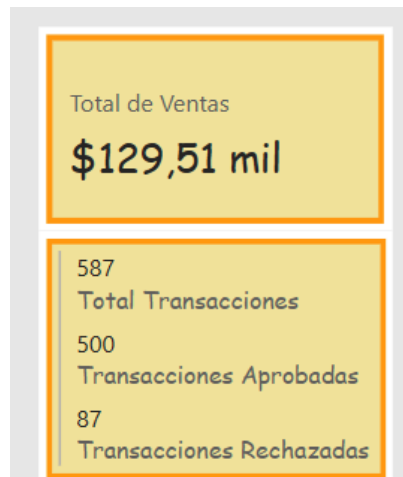 Total de Ventas
$129,51 mil
587
Total Transacciones
500
Transacciones Aprobadas
87
Transacciones Rechazadas